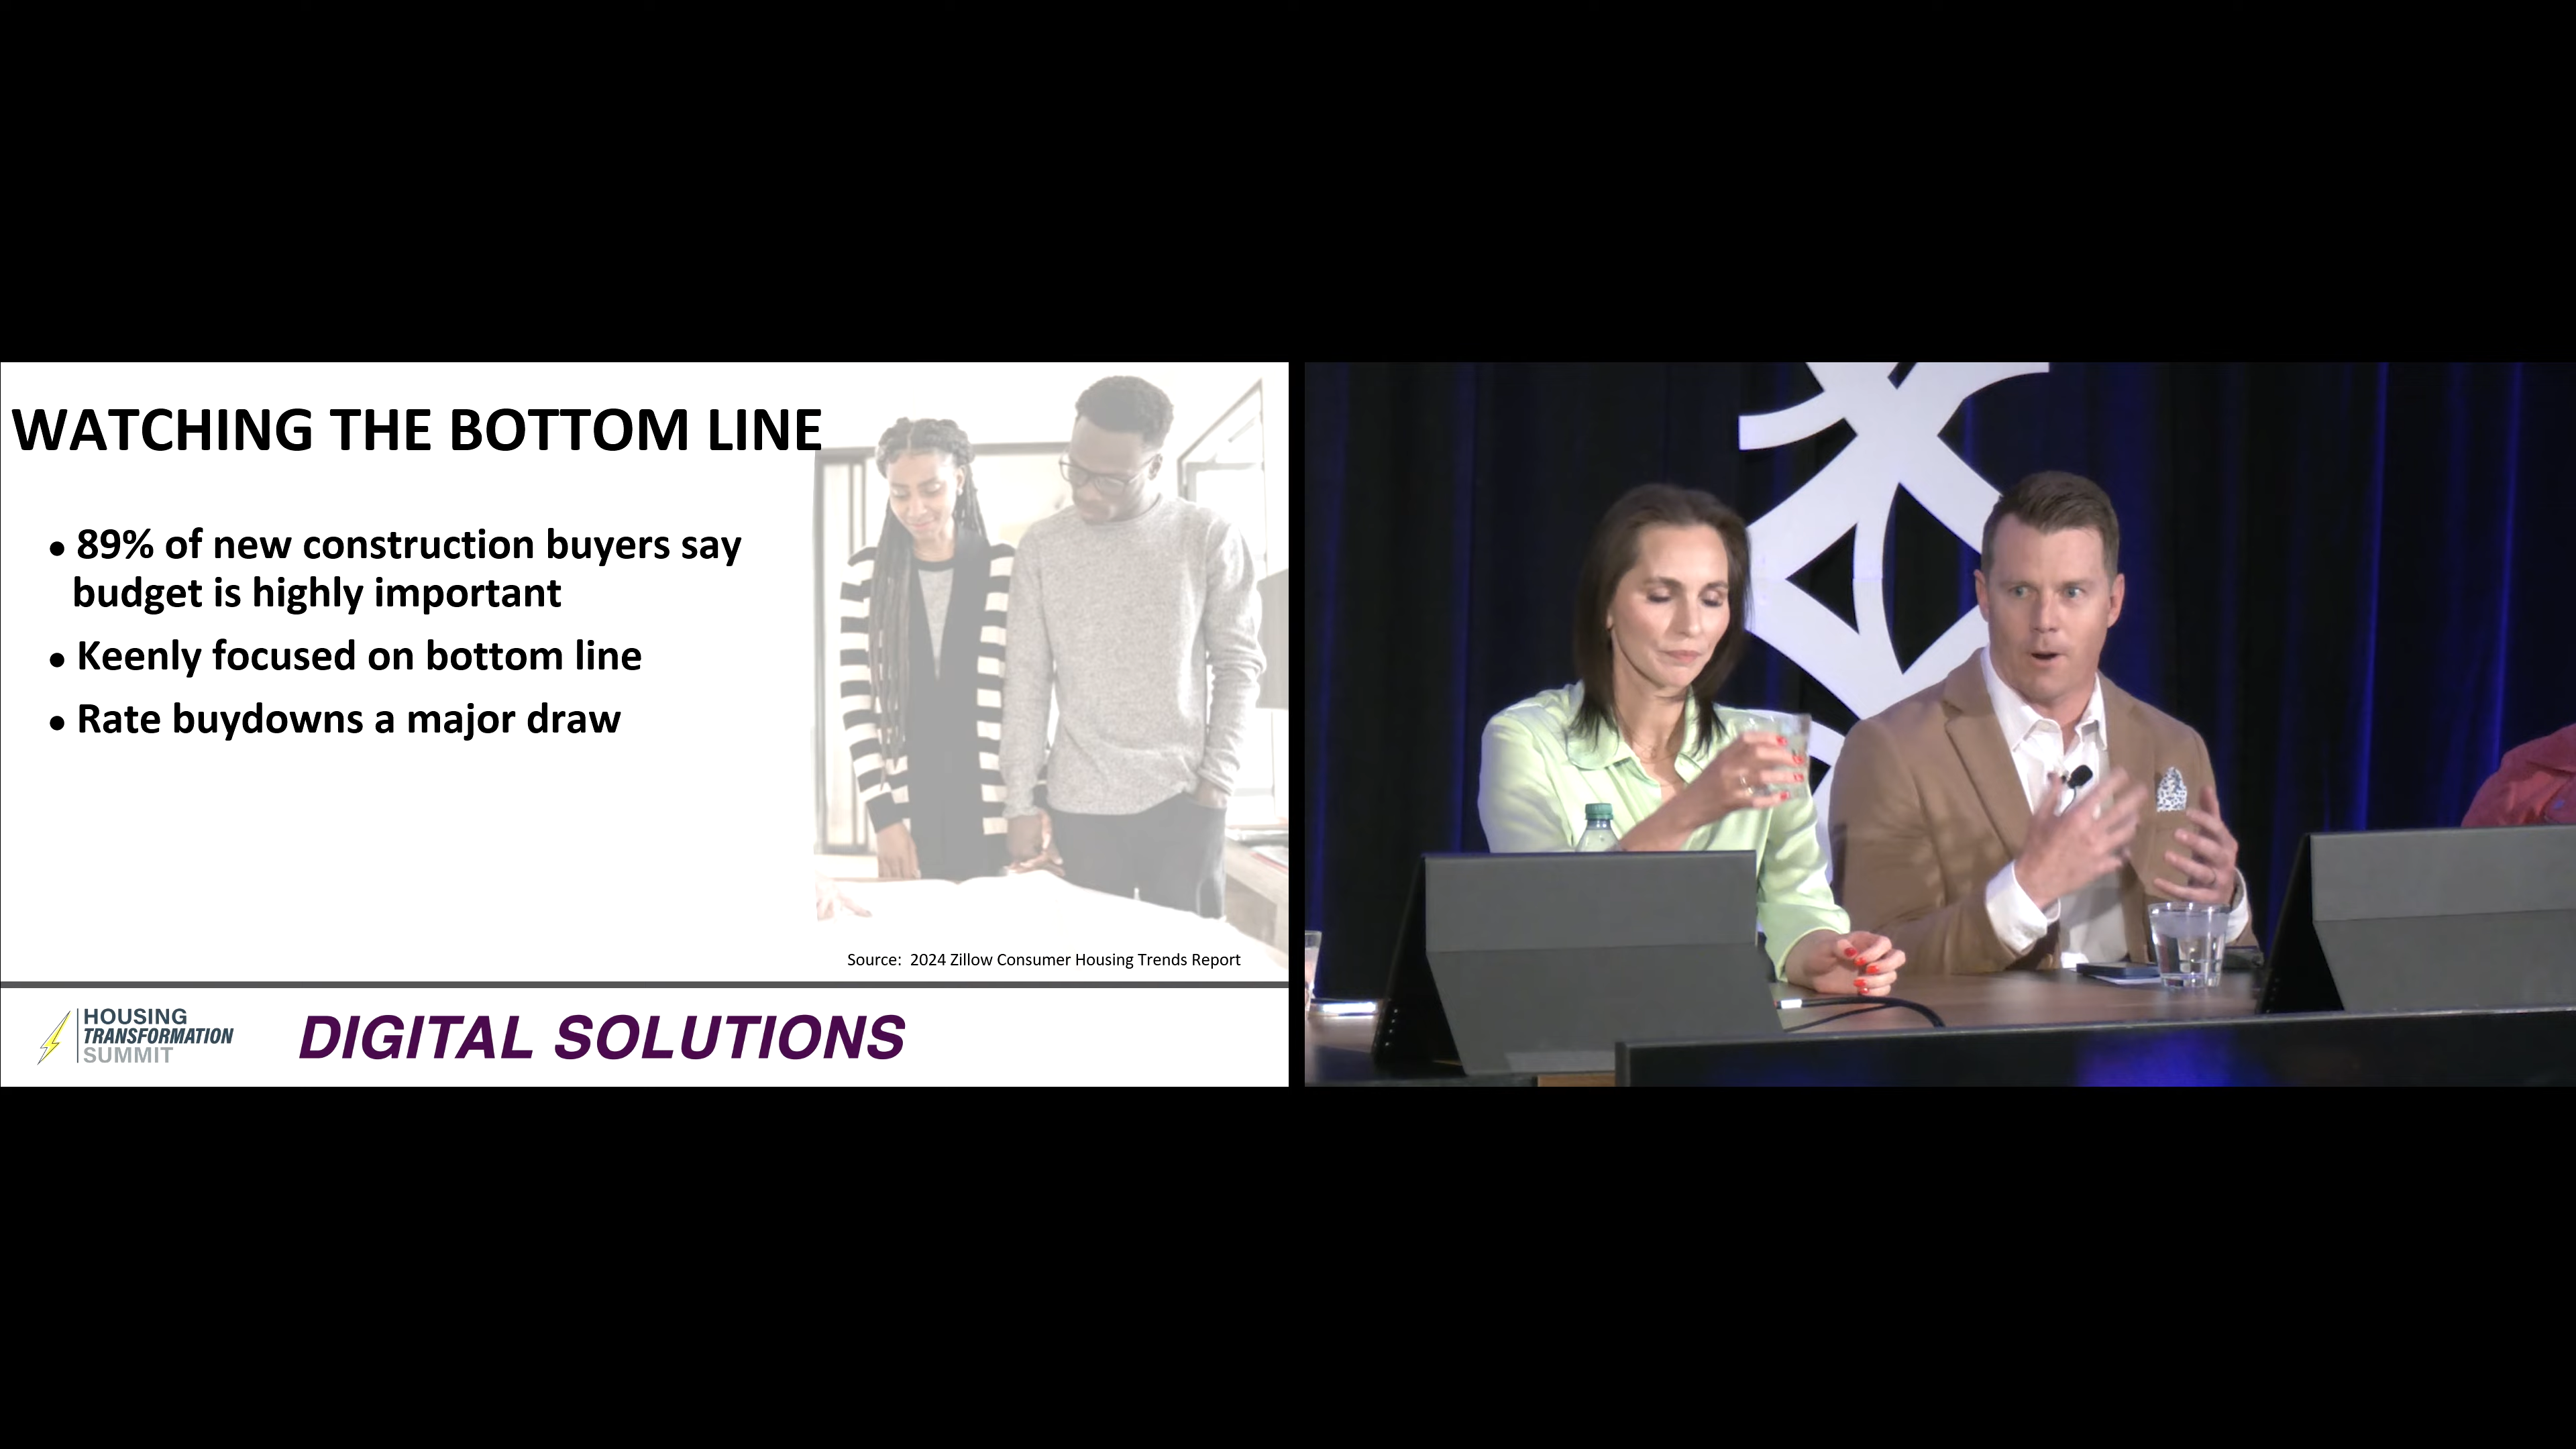 WATCHING THE BOTTOM LINE
• 89% of new construction buyers say
budget is highly important
• Keenly focused on bottom line
• Rate buydowns a major draw
Source: 2024 Zillow Consumer Housing Trends Report
HOUSING
TRANSFORMATION
SUMMIT
DIGITAL SOLUTIONS